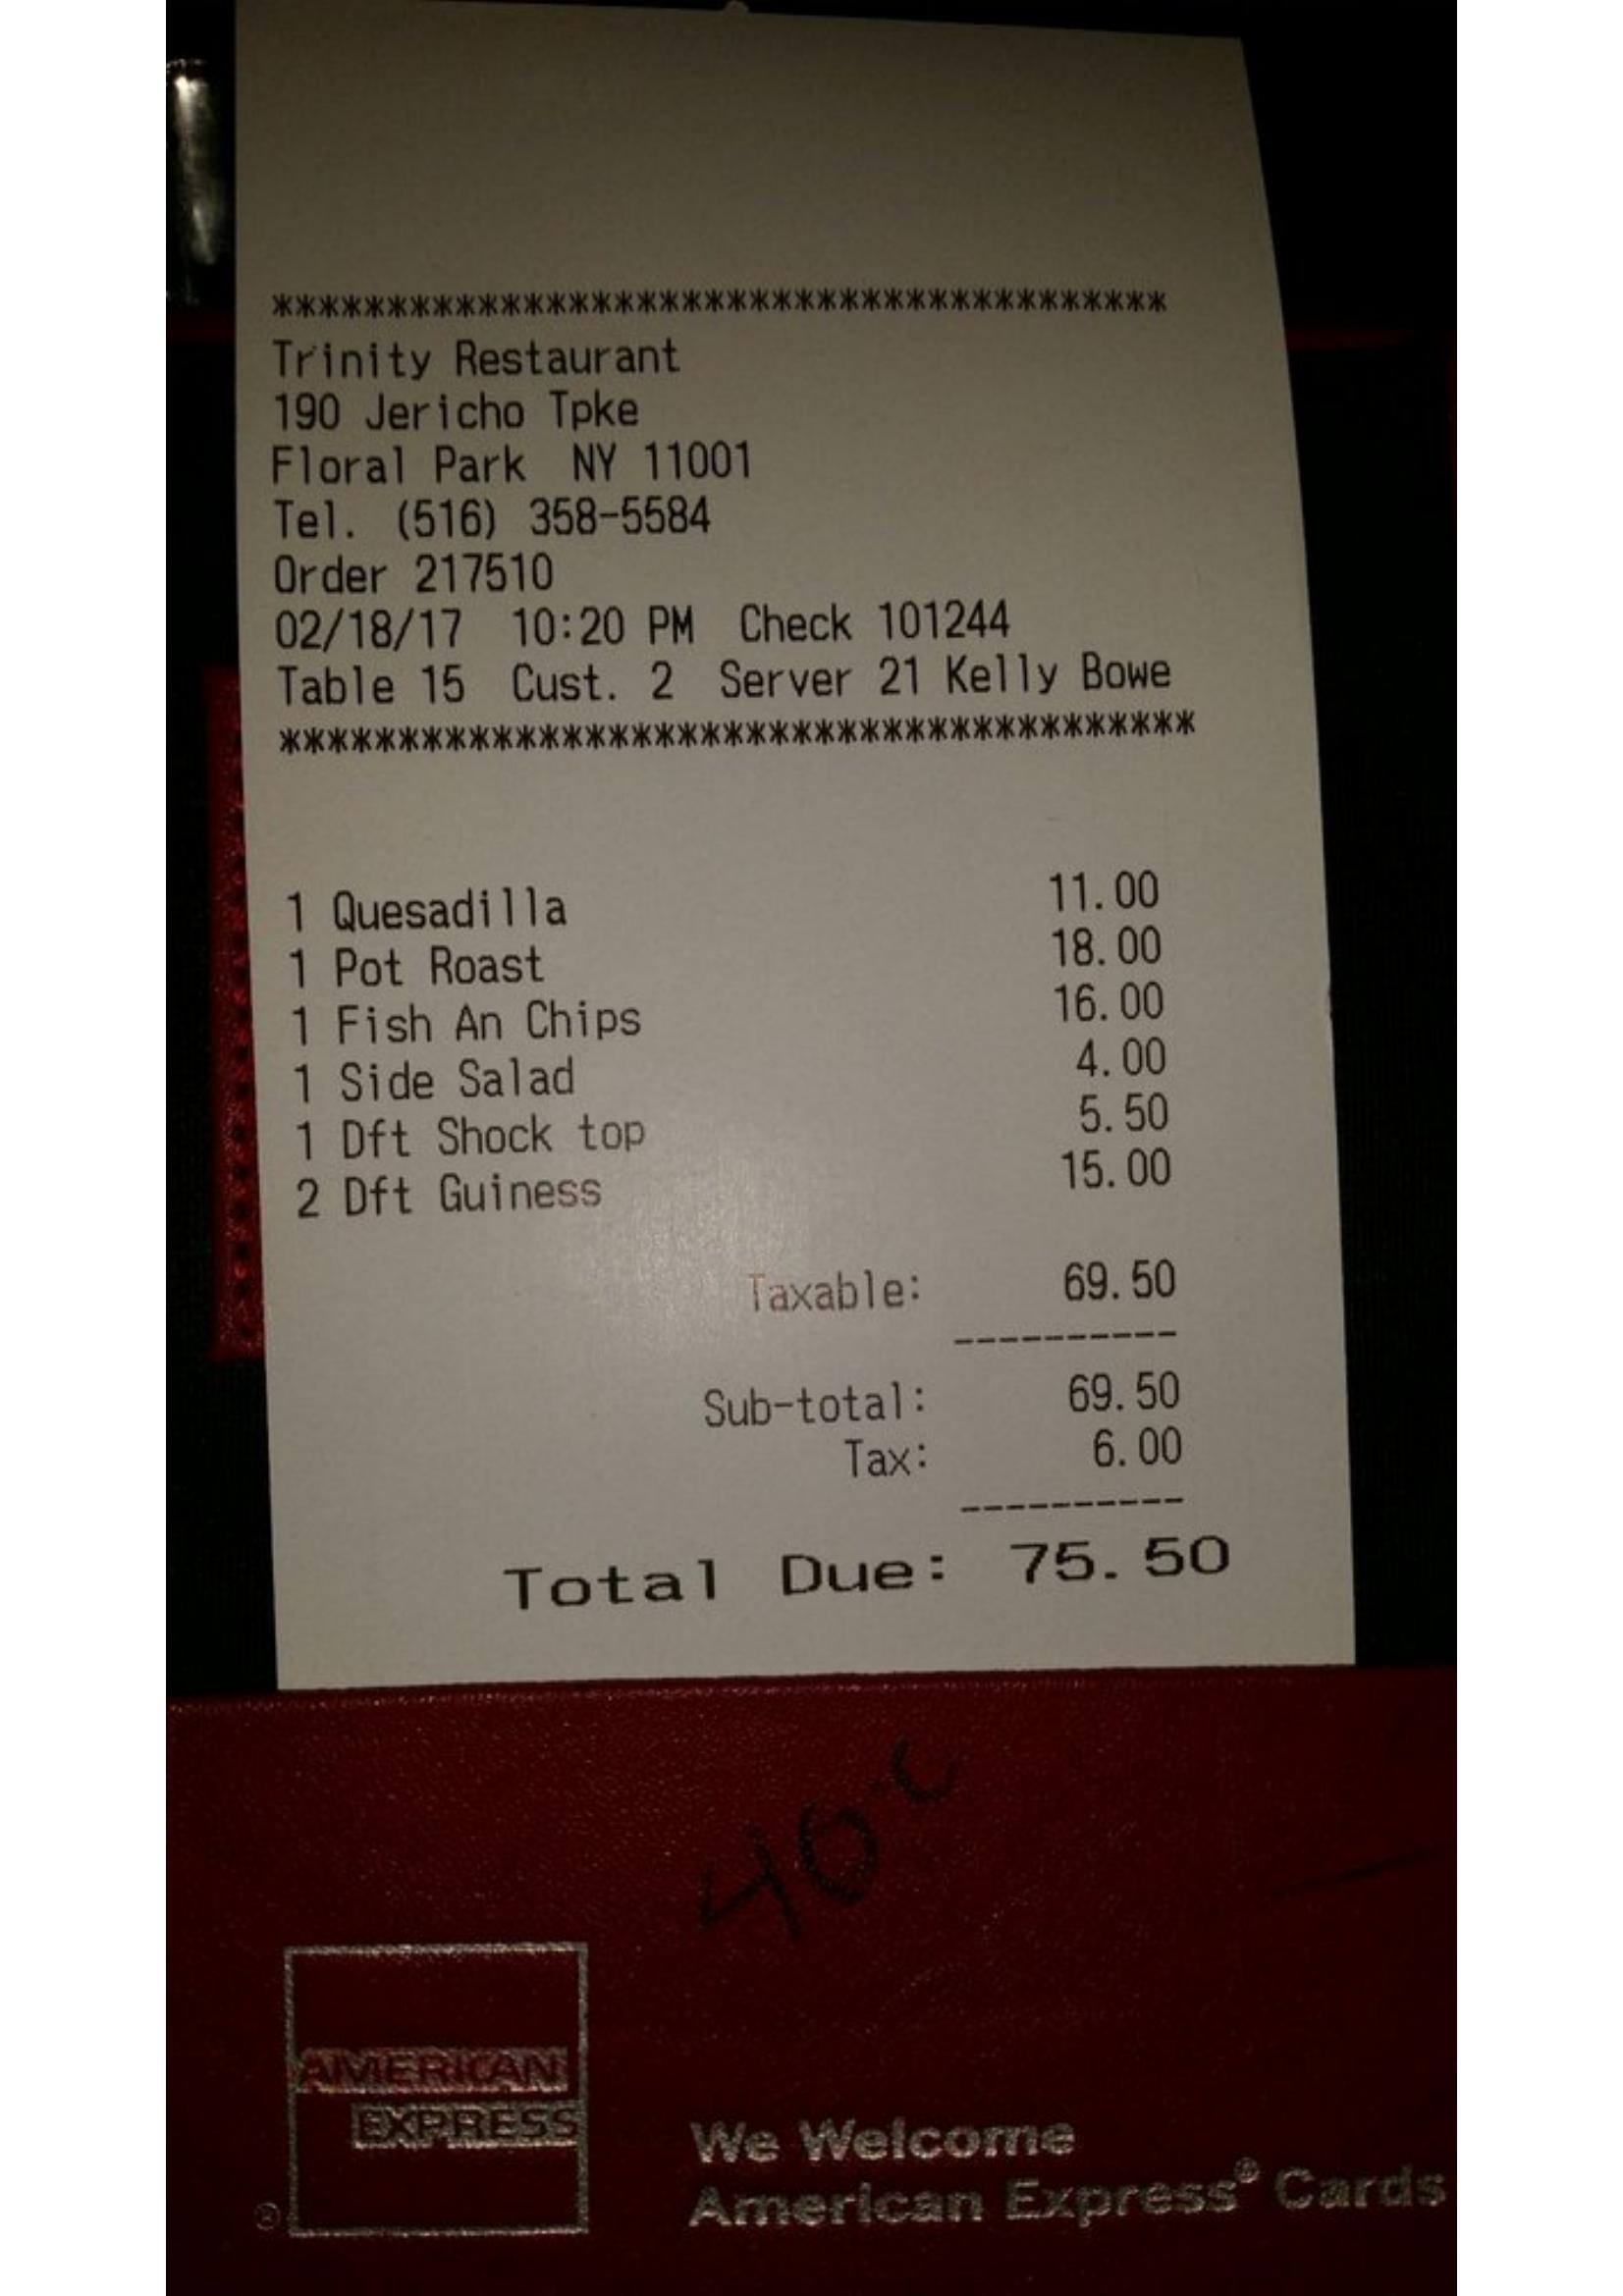 ***************************************
Trinity Restaurant
190 Jericho Tpke
Floral Park NY 11001
Tel. (516) 358-5584
Order 217510
02/18/17 10:20 PM Check 101244
Table 15 Cust. 2 Server 21 Kelly Bowe
***************************************
1 Quesadilla 11.00
1 Pot Roast 18.00
1 Fish An Chips 16.00
1 Side Salad 4.00
1 Dft Shock top 5.50
2 Dft Guiness 15.00
Taxable: 69.50
----------
Sub-total: 69.50
Tax: 6.00
----------
Total Due: 75.50
AMERICAN
EXPRESS
®
We Welcome
American Express® Cards